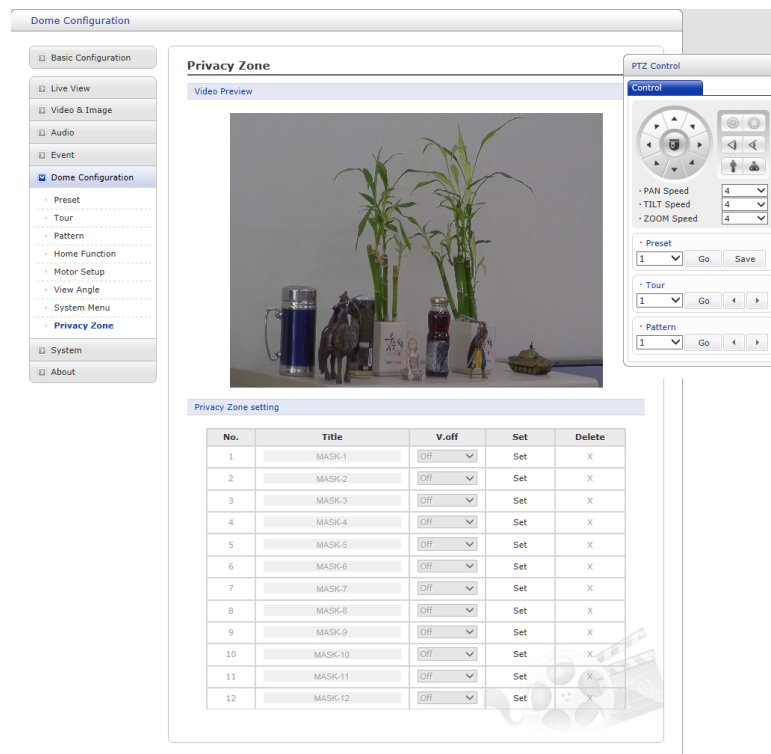 Dome Configuration
Basic Configuration
Live View
Video & Image
Audio
Event
Dome Configuration
Preset
Tour
Pattern
Home Function
Motor Setup
View Angle
System Menu
Privacy Zone
System
About
Privacy Zone
Video Preview
PTZ Control
Control
PAN Speed 4
TILT Speed 4
ZOOM Speed 4
Preset
1 Go Save
Tour
1 Go
Pattern
1 Go
Privacy Zone setting
No. Title V.off Set Delete
1 MASK-1 Off Set X
2 MASK-2 Off Set X
3 MASK-3 Off Set X
4 MASK-4 Off Set X
5 MASK-5 Off Set X
6 MASK-6 Off Set X
7 MASK-7 Off Set X
8 MASK-8 Off Set X
9 MASK-9 Off Set X
10 MASK-10 Off Set X
11 MASK-11 Off Set X
12 MASK-12 Off Set X